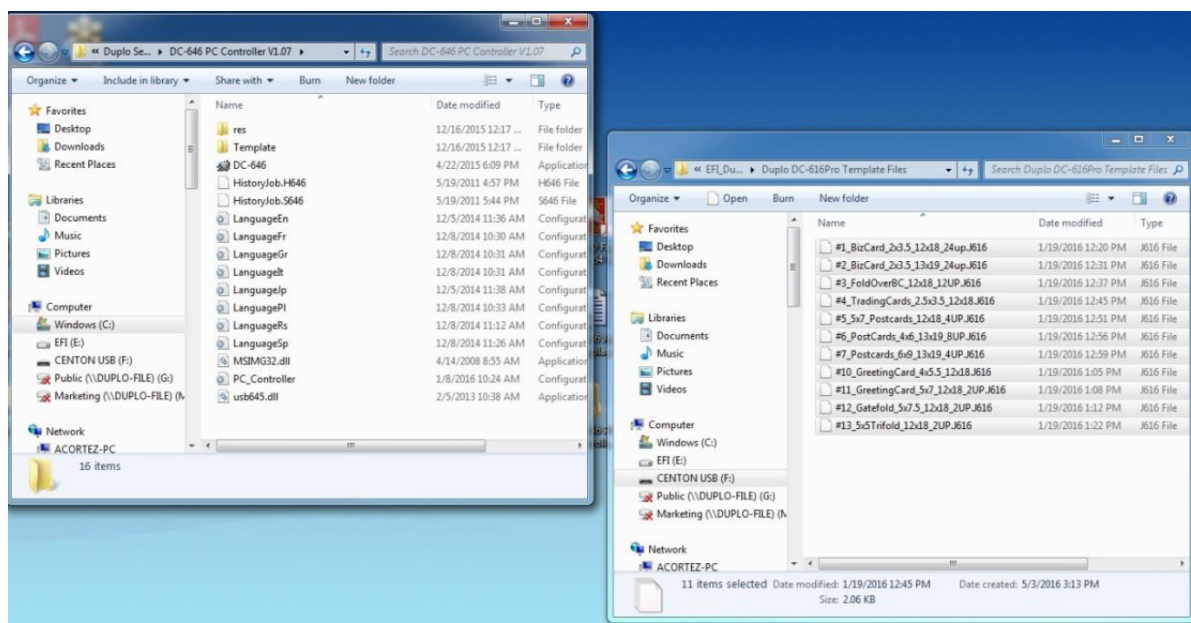 « Duplo Se... ▸ DC-646 PC Controller V1.07 ▸
Search DC-646 PC Controller V1.07
Organize Include in library Share with Burn New folder
Favorites
Desktop
Downloads
Recent Places
Libraries
Documents
Music
Pictures
Videos
Computer
Windows (C:)
EFI (E:)
CENTON USB (F:)
Public (\\DUPLO-FILE) (G:)
Marketing (\\DUPLO-FILE) (M
Network
ACORTEZ-PC
Name Date modified Type
res 12/16/2015 12:17 ... File folder
Template 12/16/2015 12:17 ... File folder
DC-646 4/22/2015 6:09 PM Application
HistoryJob.H646 5/19/2011 4:57 PM H646 File
HistoryJob.S646 5/19/2011 5:44 PM S646 File
LanguageEn 12/5/2014 11:36 AM Configurat
LanguageFr 12/8/2014 10:30 AM Configurat
LanguageGr 12/8/2014 10:31 AM Configurat
LanguageIt 12/8/2014 10:31 AM Configurat
LanguageJp 12/5/2014 11:38 AM Configurat
LanguagePl 12/8/2014 10:33 AM Configurat
LanguageRs 12/8/2014 11:12 AM Configurat
LanguageSp 12/8/2014 11:26 AM Configurat
MSIMG32.dll 4/14/2008 8:55 AM Application
PC_Controller 1/8/2016 10:24 AM Configurat
usb645.dll 2/5/2013 10:38 AM Application
16 items
« EFI_Du... ▸ Duplo DC-616Pro Template Files
Search Duplo DC-616Pro Template Files
Organize Open Burn New folder
Favorites
Desktop
Downloads
Recent Places
Libraries
Documents
Music
Pictures
Videos
Computer
Windows (C:)
EFI (E:)
CENTON USB (F:)
Public (\\DUPLO-FILE) (G:)
Marketing (\\DUPLO-FILE) (M
Network
ACORTEZ-PC
Name Date modified Type
#1_BizCard_2x3.5_12x18_24up.J616 1/19/2016 12:20 PM J616 File
#2_BizCard_2x3.5_13x19_24up.J616 1/19/2016 12:31 PM J616 File
#3_FoldOverBC_12x18_12UP.J616 1/19/2016 12:37 PM J616 File
#4_TradingCards_2.5x3.5_12x18.J616 1/19/2016 12:45 PM J616 File
#5_5x7_Postcards_12x18_4UP.J616 1/19/2016 12:51 PM J616 File
#6_PostCards_4x6_13x19_8UP.J616 1/19/2016 12:56 PM J616 File
#7_Postcards_6x9_13x19_4UP.J616 1/19/2016 12:59 PM J616 File
#10_GreetingCard_4x5.5_12x18.J616 1/19/2016 1:05 PM J616 File
#11_GreetingCard_5x7_12x18_2UP.J616 1/19/2016 1:08 PM J616 File
#12_Gatefold_5x7.5_12x18_2UP.J616 1/19/2016 1:12 PM J616 File
#13_5x5Trifold_12x18_2UP.J616 1/19/2016 1:22 PM J616 File
11 items selected Date modified: 1/19/2016 12:45 PM Date created: 5/3/2016 3:13 PM
Size: 2.06 KB